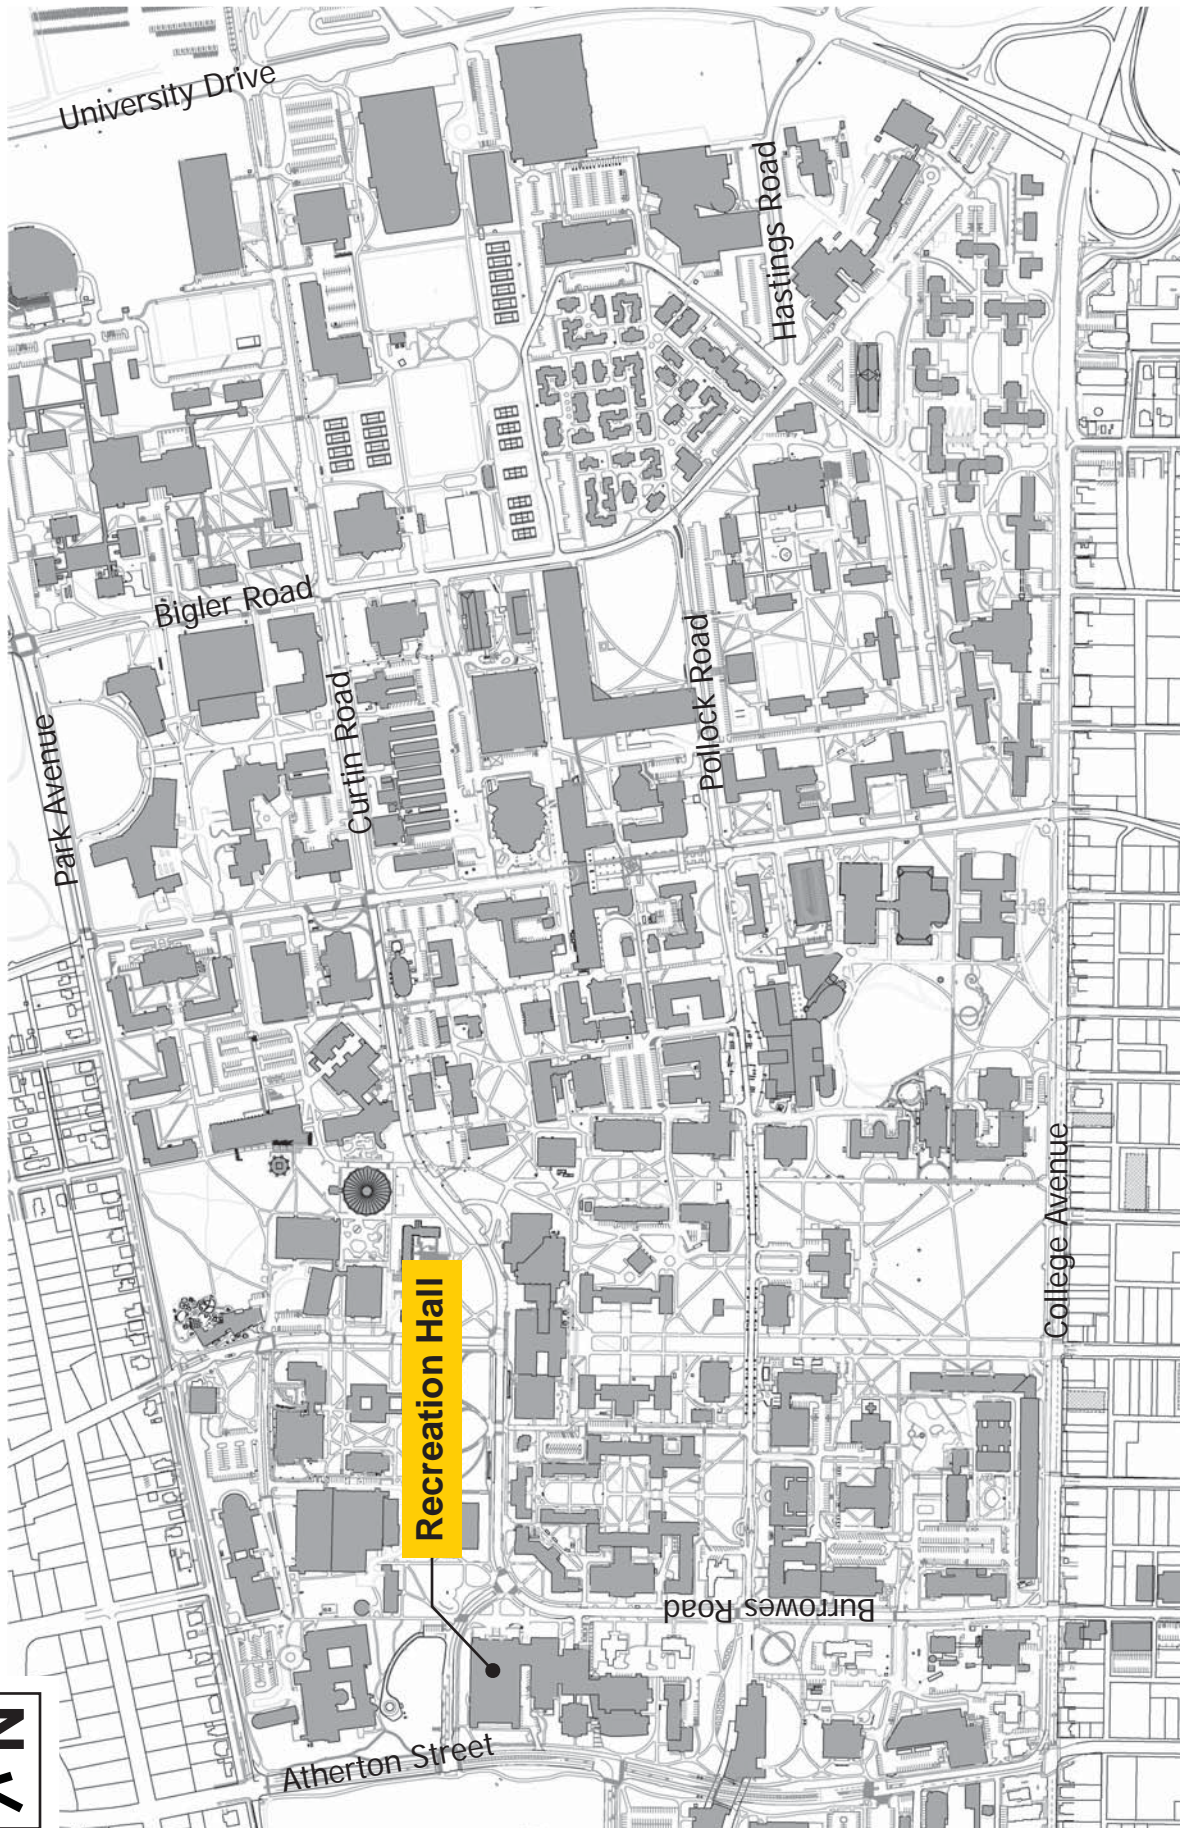 University Drive
Hastings Road
Bigler Road
Pollock Road
Curtin Road
Park Avenue
College Avenue
Recreation Hall
Burrowes Road
Atherton Street
N